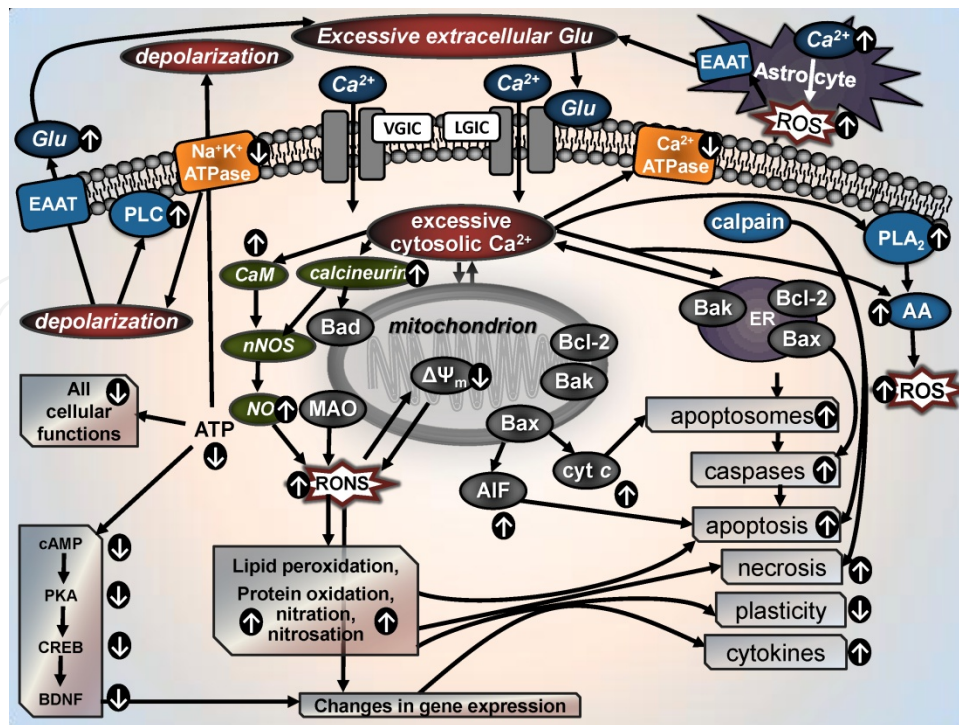 Excessive extracellular Glu
depolarization
Ca²⁺
Ca²⁺
Ca²⁺
EAAT
Astrocyte
ROS
Glu
Glu
VGIC
LGIC
Na⁺K⁺
ATPase
Ca²⁺
ATPase
EAAT
PLC
excessive
cytosolic Ca²⁺
calpain
PLA₂
CaM
calcineurin
depolarization
nNOS
Bad
mitochondrion
Bcl-2
Bak
Bak
Bcl-2
ER
Bax
AA
ROS
ΔΨm
All
cellular
functions
ATP
NO
MAO
Bax
apoptosomes
RONS
AIF
cyt c
caspases
apoptosis
cAMP
PKA
CREB
BDNF
Lipid peroxidation,
Protein oxidation,
nitration,
nitrosation
necrosis
plasticity
cytokines
Changes in gene expression